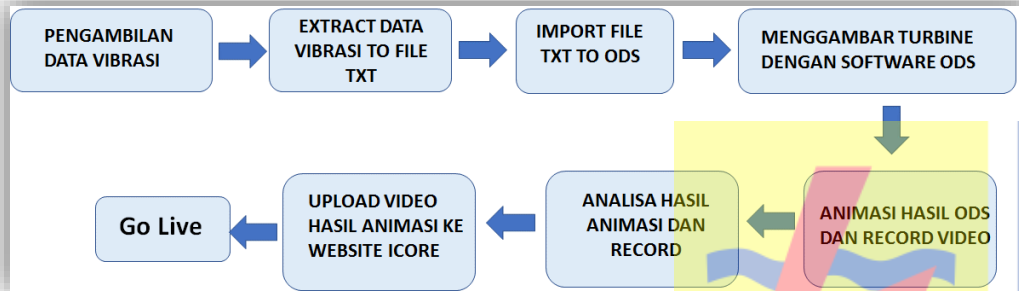 PENGAMBILAN
DATA VIBRASI
EXTRACT DATA
VIBRASI TO FILE
TXT
IMPORT FILE
TXT TO ODS
MENGGAMBAR TURBINE
DENGAN SOFTWARE ODS
ANIMASI HASIL ODS
DAN RECORD VIDEO
ANALISA HASIL
ANIMASI DAN
RECORD
UPLOAD VIDEO
HASIL ANIMASI KE
WEBSITE ICORE
Go Live